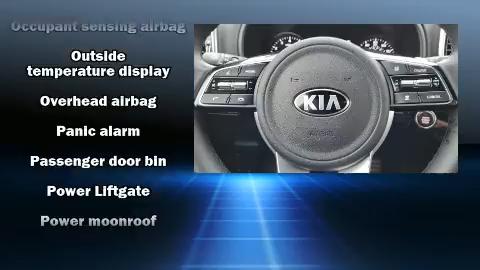 Occupant sensing airbag
Outside
temperature display
Overhead airbag
Panic alarm
Passenger door bin
Power Liftgate
Power moonroof
KIA